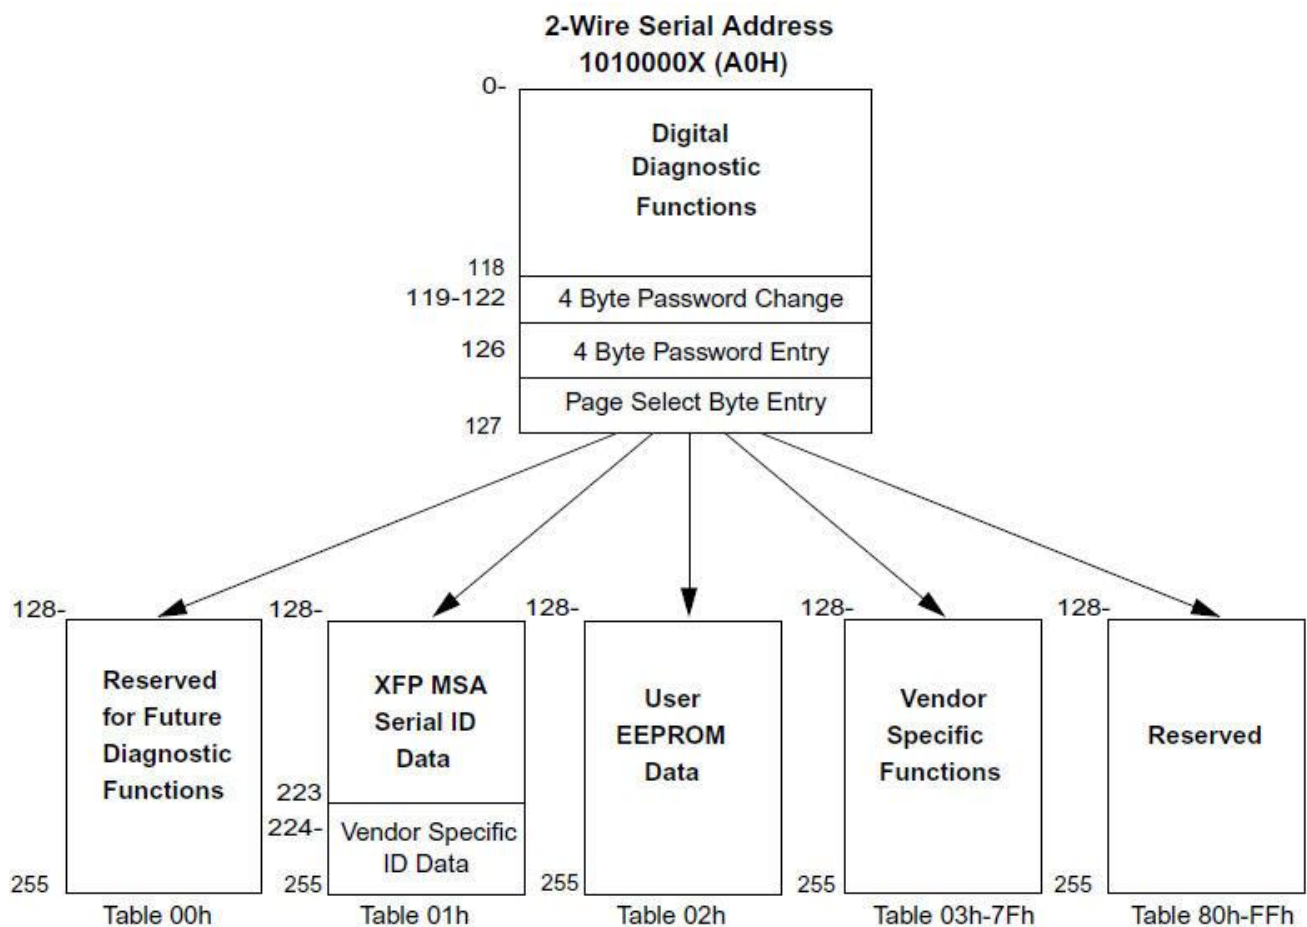 2-Wire Serial Address
1010000X (A0H)
0-
Digital
Diagnostic
Functions
118
119-122
4 Byte Password Change
126
4 Byte Password Entry
Page Select Byte Entry
127
128-
Reserved
for Future
Diagnostic
Functions
255
Table 00h
128-
XFP MSA
Serial ID
Data
223
224-
Vendor Specific
ID Data
255
Table 01h
128-
User
EEPROM
Data
255
Table 02h
128-
Vendor
Specific
Functions
255
Table 03h-7Fh
128-
Reserved
255
Table 80h-FFh